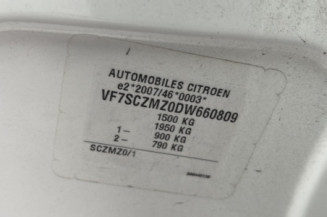 AUTOMOBILES CITROEN
e2*2007/46*0003*
VF7SCZMZ0DW660809
1500 KG
1950 KG
1- 900 KG
2- 790 KG
SCZMZ0/1